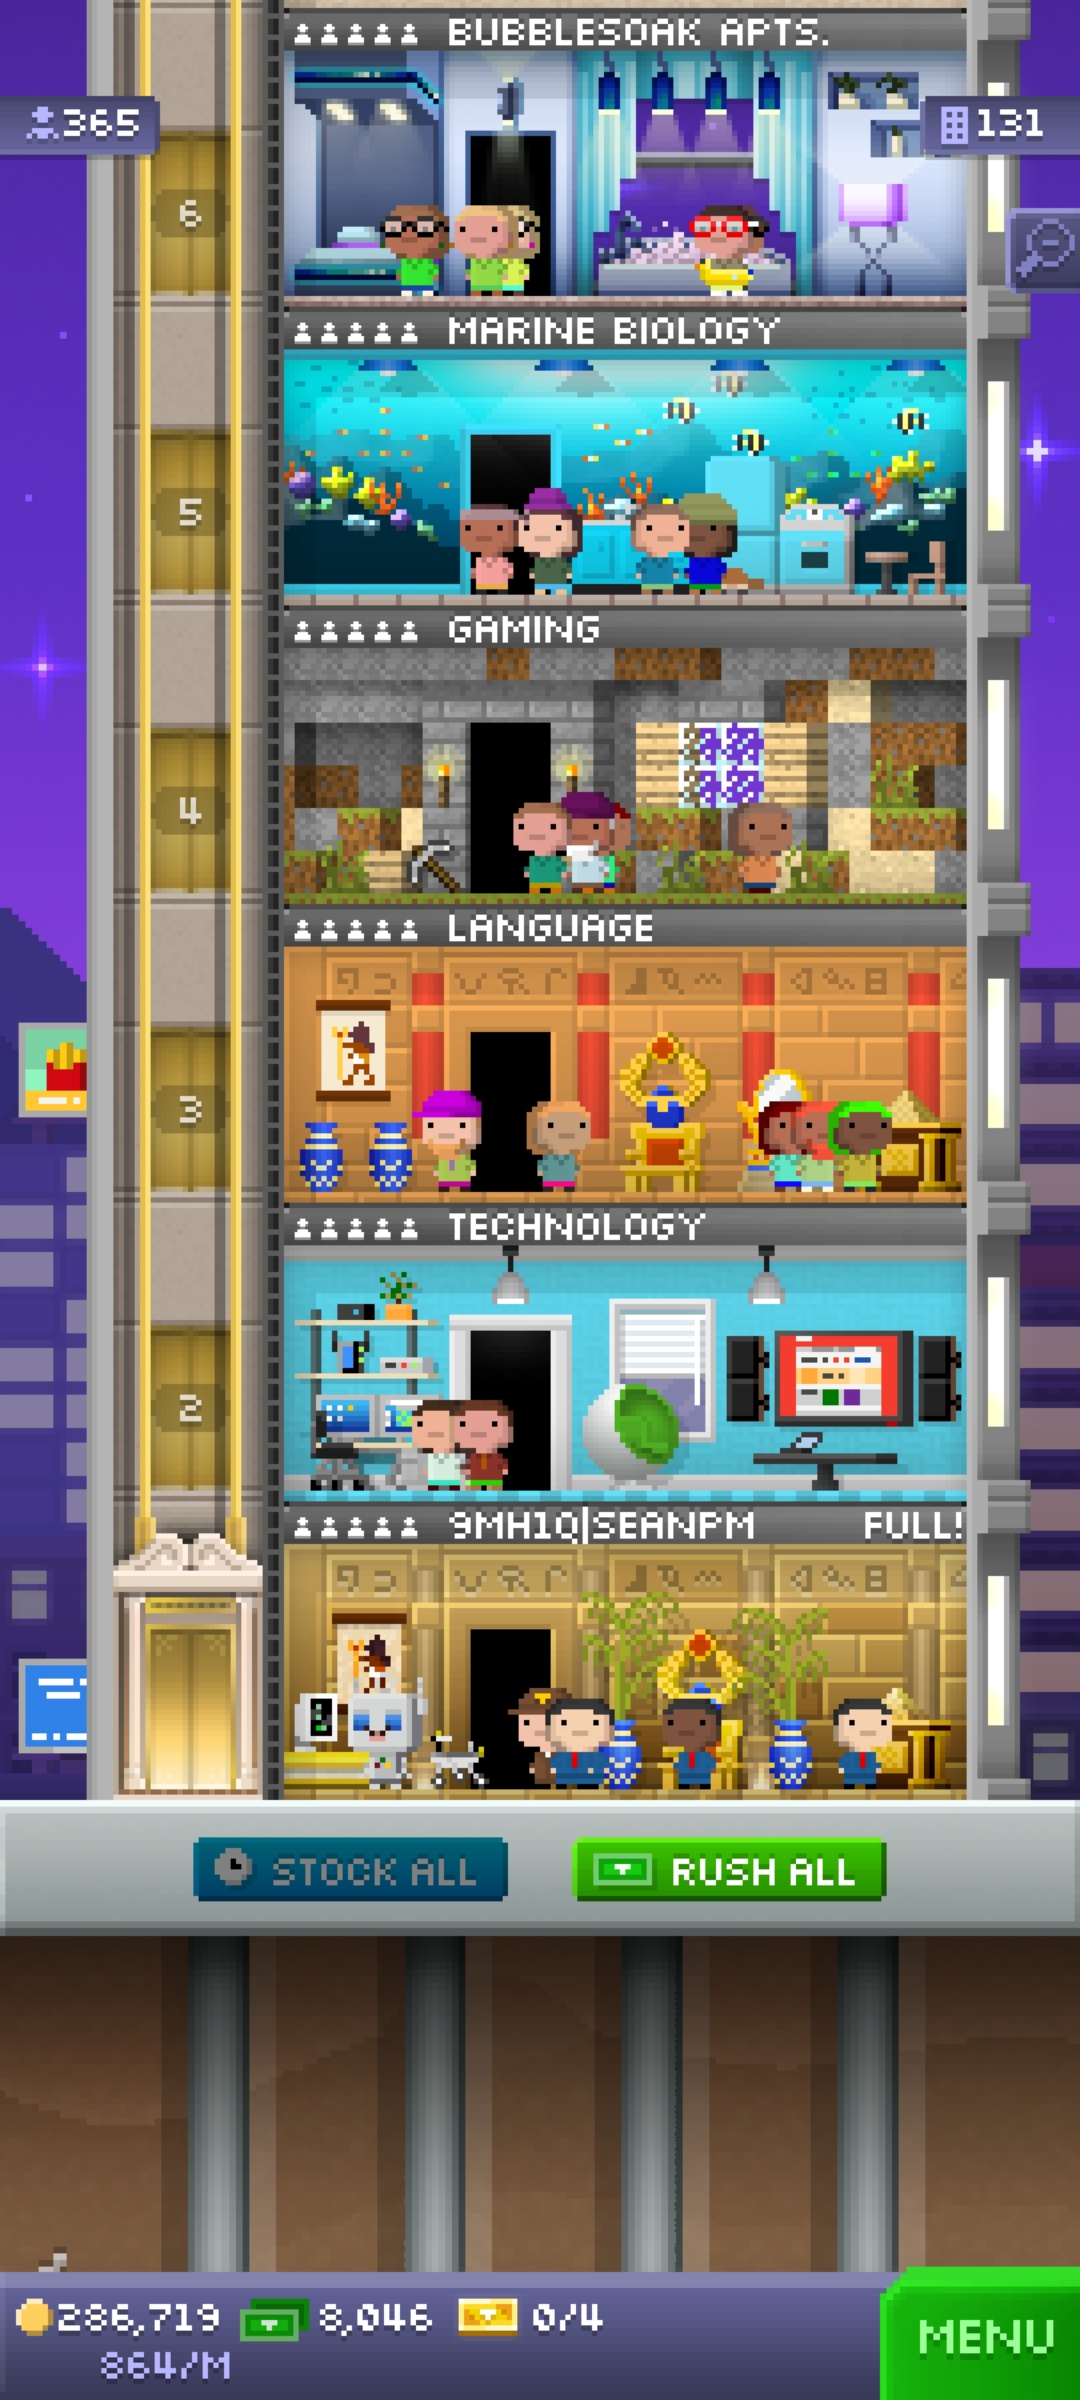 BUBBLESOAK APTS.
365
131
6
MARINE BIOLOGY
5
GAMING
4
LANGUAGE
3
TECHNOLOGY
2
9MH1Q|SEANPM FULL!
STOCK ALL
RUSH ALL
286,719 8,046 0/4
864/M
MENU